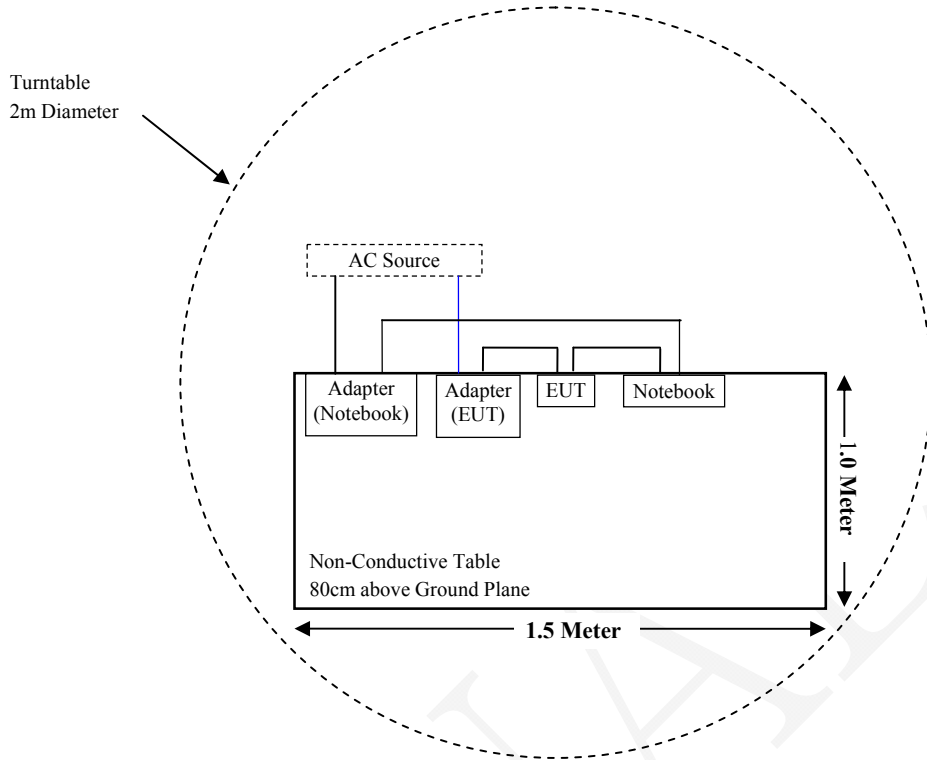 Turntable
2m Diameter
AC Source
Adapter
(Notebook)
Adapter
(EUT)
EUT
Notebook
1.0 Meter
Non-Conductive Table
80cm above Ground Plane
1.5 Meter